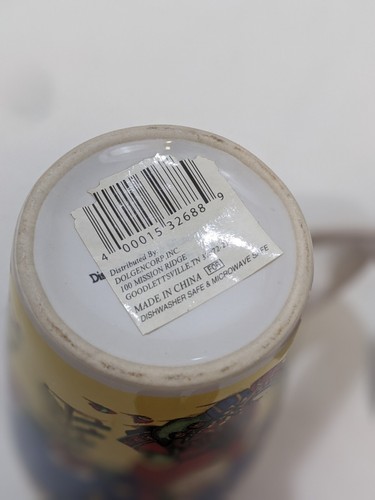 4 00015 32688 9
Distributed By
DOLGENCORP INC
100 MISSION RIDGE
GOODLETTSVILLE,TN
MADE IN CHINA
DISHWASHER SAFE & MICROWAVE SAFE